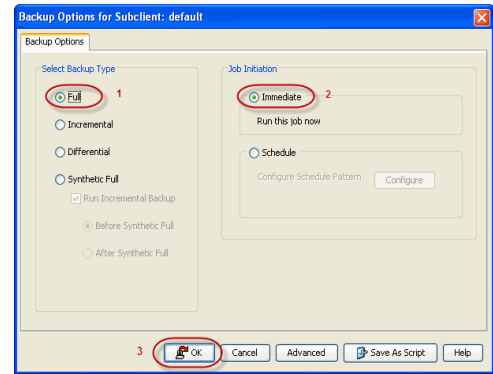 Backup Options for Subclient: default
Backup Options
Select Backup Type
Full
1
Incremental
Differential
Synthetic Full
Run Incremental Backup
Before Synthetic Full
After Synthetic Full
Job Initiation
Immediate
2
Run this job now
Schedule
Configure Schedule Pattern
Configure
3
OK
Cancel
Advanced
Save As Script
Help